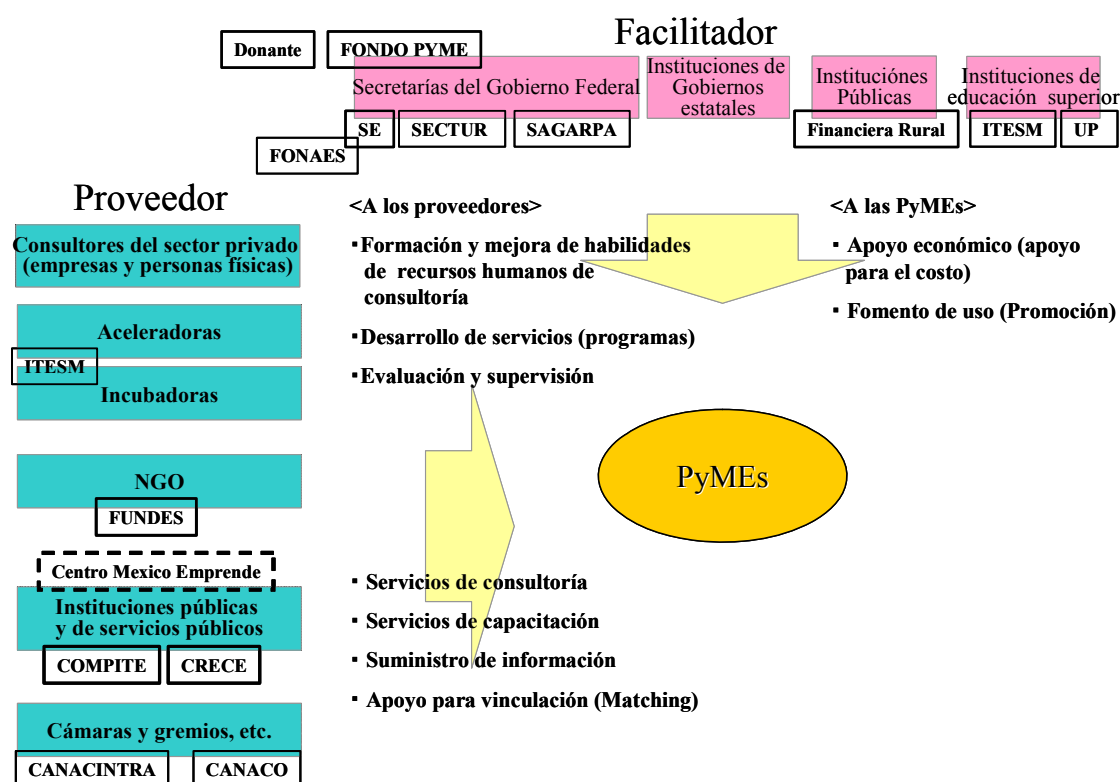 Facilitador
Donante
FONDO PYME
Secretarías del Gobierno Federal
Instituciones de
Gobiernos
estatales
Instituciónes
Públicas
Instituciones de
educación superior
SE
SECTUR
SAGARPA
Financiera Rural
ITESM
UP
FONAES
Proveedor
Consultores del sector privado
(empresas y personas físicas)
Aceleradoras
ITESM
Incubadoras
NGO
FUNDES
Centro Mexico Emprende
Instituciones públicas
y de servicios públicos
COMPITE
CRECE
Cámaras y gremios, etc.
CANACINTRA
CANACO
<A los proveedores>
▪Formación y mejora de habilidades
de recursos humanos de
consultoría
▪Desarrollo de servicios (programas)
▪Evaluación y supervisión
<A las PyMEs>
▪ Apoyo económico (apoyo
para el costo)
▪ Fomento de uso (Promoción)
PyMEs
▪ Servicios de consultoría
▪ Servicios de capacitación
▪ Suministro de información
▪ Apoyo para vinculación (Matching)